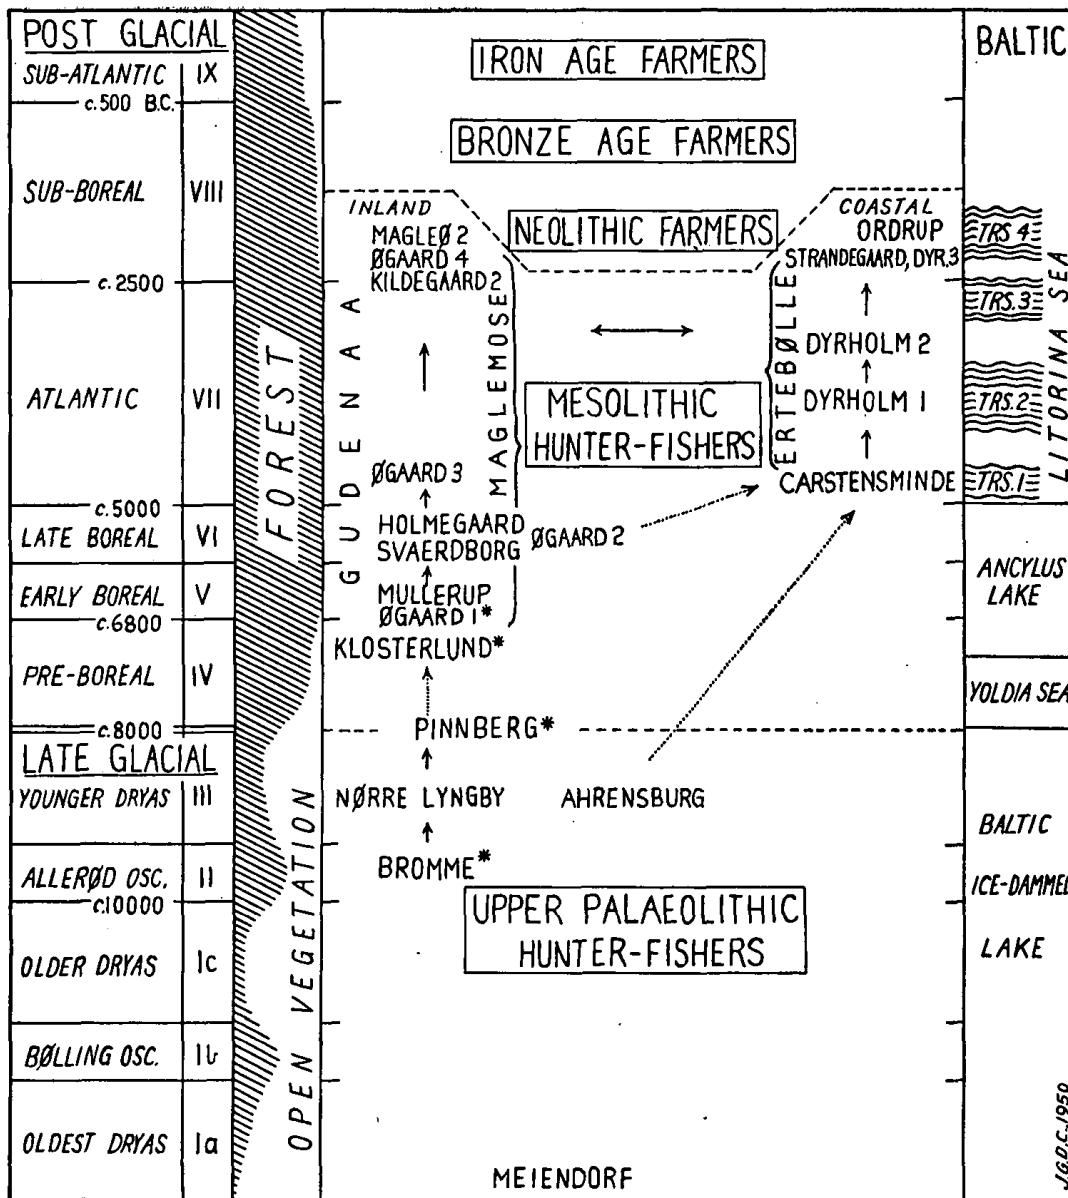 POST GLACIAL
SUB-ATLANTIC IX
c.500 B.C.
SUB-BOREAL VIII
c.2500
ATLANTIC VII
c.5000
LATE BOREAL VI
EARLY BOREAL V
c.6800
PRE-BOREAL IV
c.8000
LATE GLACIAL
YOUNGER DRYAS III
ALLERØD OSC. II
c.10000
OLDER DRYAS Ic
BØLLING OSC. Ib
OLDEST DRYAS Ia
FOREST
OPEN VEGETATION
IRON AGE FARMERS
BRONZE AGE FARMERS
NEOLITHIC FARMERS
INLAND
MAGLEØ 2
ØGAARD 4
KILDEGAARD 2
GUDENAA
MAGLEMOSE
ØGAARD 3
HOLMEGAARD
SVAERDBORG
ØGAARD 2
MULLERUP
ØGAARD 1*
KLOSTERLUND*
PINNBERG*
NØRRE LYNGBY
AHRENSBURG
BROMME*
MESOLITHIC
HUNTER-FISHERS
UPPER PALAEOLITHIC
HUNTER-FISHERS
MEIENDORF
COASTAL
ORDRUP
STRANDEGAARD, DYR.3
ERTEBØLLE
DYRHOLM 2
DYRHOLM 1
CARSTENSMINDE
BALTIC
TRS 4
TRS.3
TRS.2
TRS.1
LITORINA SEA
ANCYLUS
LAKE
YOLDIA SEA
BALTIC
ICE-DAMMED
LAKE
J.G.D.C.1950